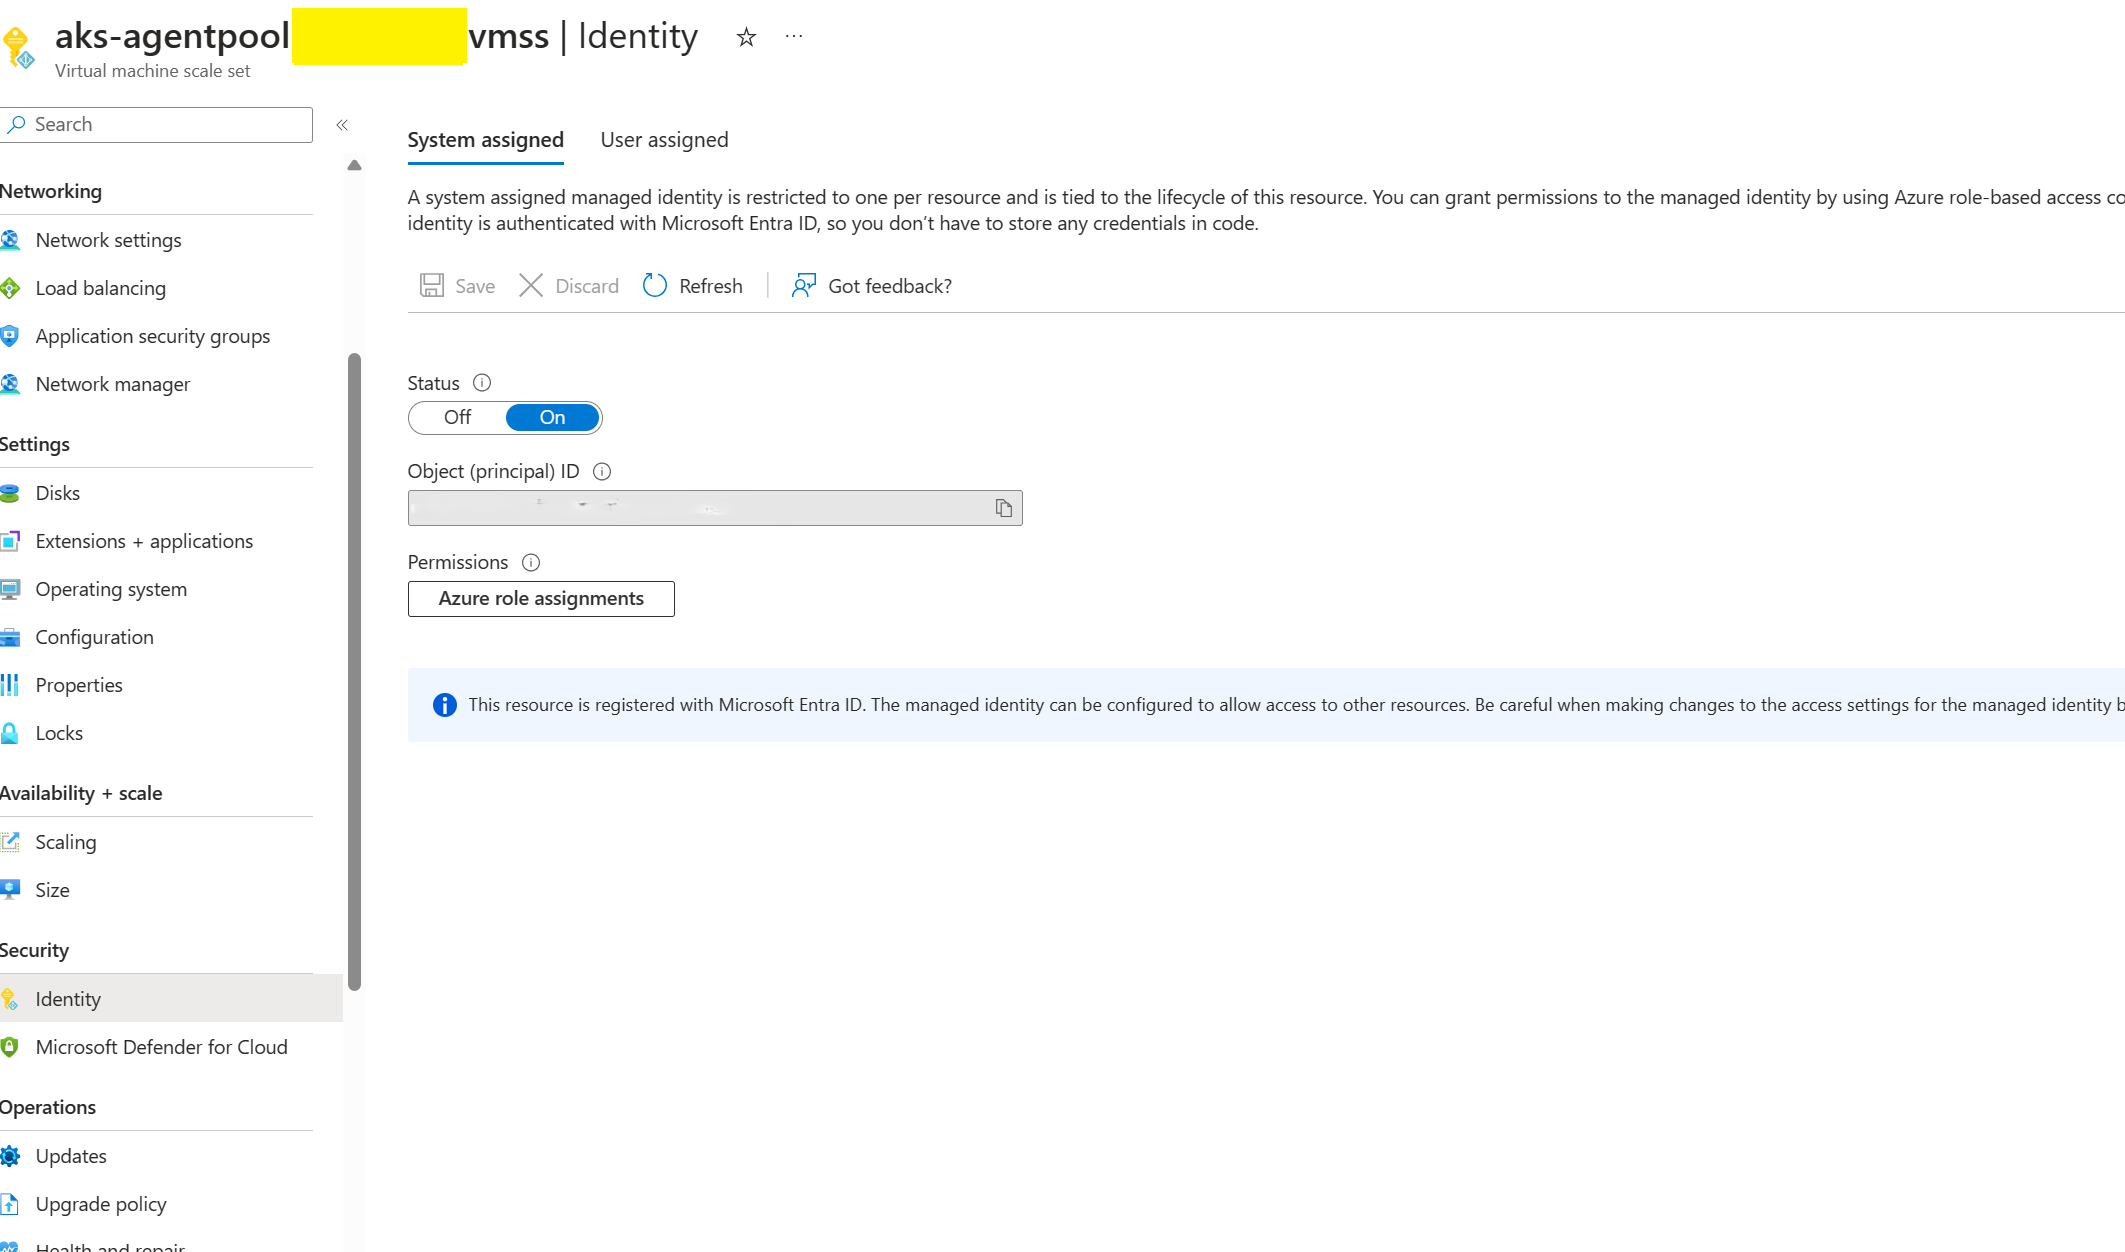 aks-agentpool vmss | Identity
Virtual machine scale set
Search
Networking
Network settings
Load balancing
Application security groups
Network manager
Settings
Disks
Extensions + applications
Operating system
Configuration
Properties
Locks
Availability + scale
Scaling
Size
Security
Identity
Microsoft Defender for Cloud
Operations
Updates
Upgrade policy
Health and repair
System assigned User assigned
A system assigned managed identity is restricted to one per resource and is tied to the lifecycle of this resource. You can grant permissions to the managed identity by using Azure role-based access co
identity is authenticated with Microsoft Entra ID, so you don’t have to store any credentials in code.
Save Discard Refresh Got feedback?
Status
Off On
Object (principal) ID
Permissions
Azure role assignments
This resource is registered with Microsoft Entra ID. The managed identity can be configured to allow access to other resources. Be careful when making changes to the access settings for the managed identity b